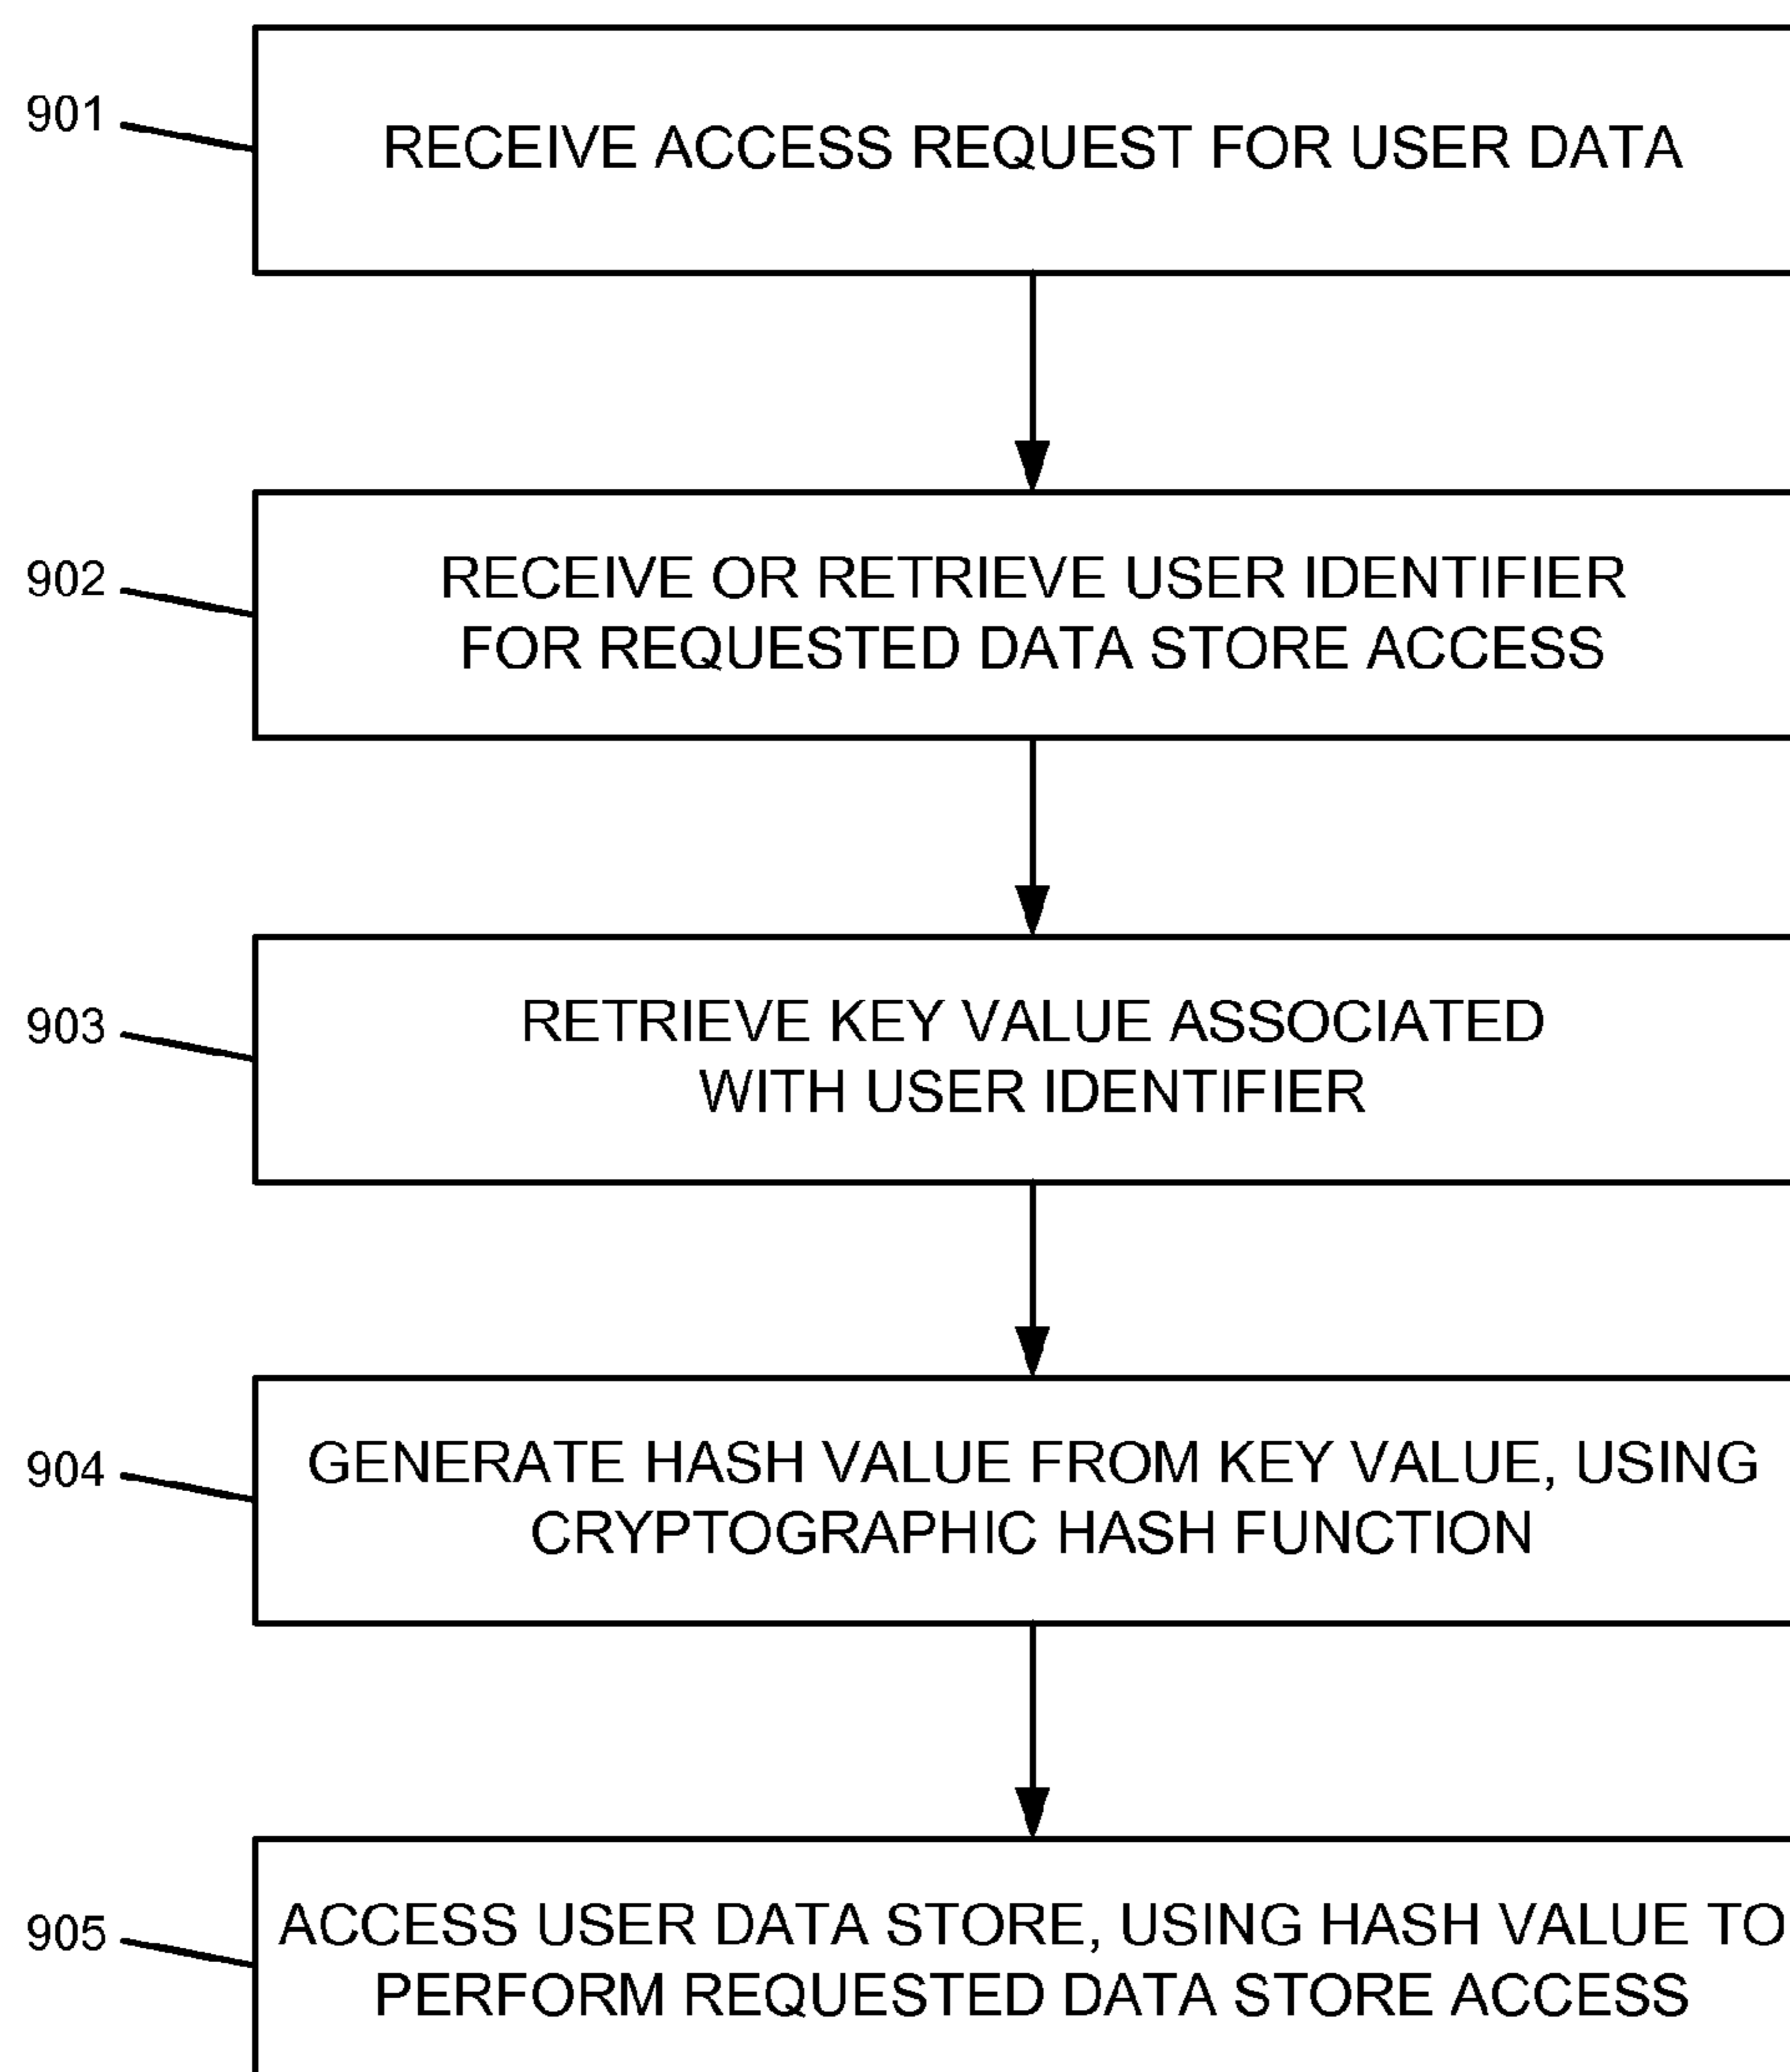 901
RECEIVE ACCESS REQUEST FOR USER DATA
902
RECEIVE OR RETRIEVE USER IDENTIFIER
FOR REQUESTED DATA STORE ACCESS
903
RETRIEVE KEY VALUE ASSOCIATED
WITH USER IDENTIFIER
904
GENERATE HASH VALUE FROM KEY VALUE, USING
CRYPTOGRAPHIC HASH FUNCTION
905
ACCESS USER DATA STORE, USING HASH VALUE TO
PERFORM REQUESTED DATA STORE ACCESS